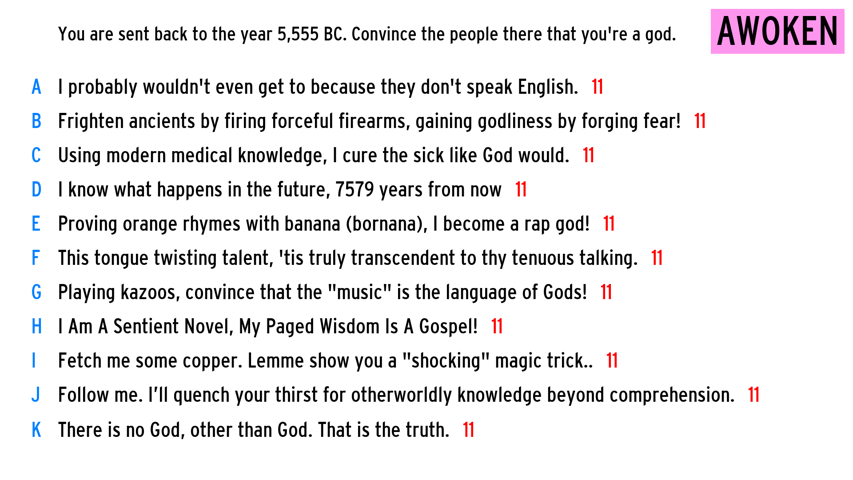 You are sent back to the year 5,555 BC. Convince the people there that you're a god.
AWOKEN
A I probably wouldn't even get to because they don't speak English. 11
B Frighten ancients by firing forceful firearms, gaining godliness by forging fear! 11
C Using modern medical knowledge, I cure the sick like God would. 11
D I know what happens in the future, 7579 years from now 11
E Proving orange rhymes with banana (bornana), I become a rap god! 11
F This tongue twisting talent, 'tis truly transcendent to thy tenuous talking. 11
G Playing kazoos, convince that the "music" is the language of Gods! 11
H I Am A Sentient Novel, My Paged Wisdom Is A Gospel! 11
I Fetch me some copper. Lemme show you a "shocking" magic trick.. 11
J Follow me. I’ll quench your thirst for otherworldly knowledge beyond comprehension. 11
K There is no God, other than God. That is the truth. 11